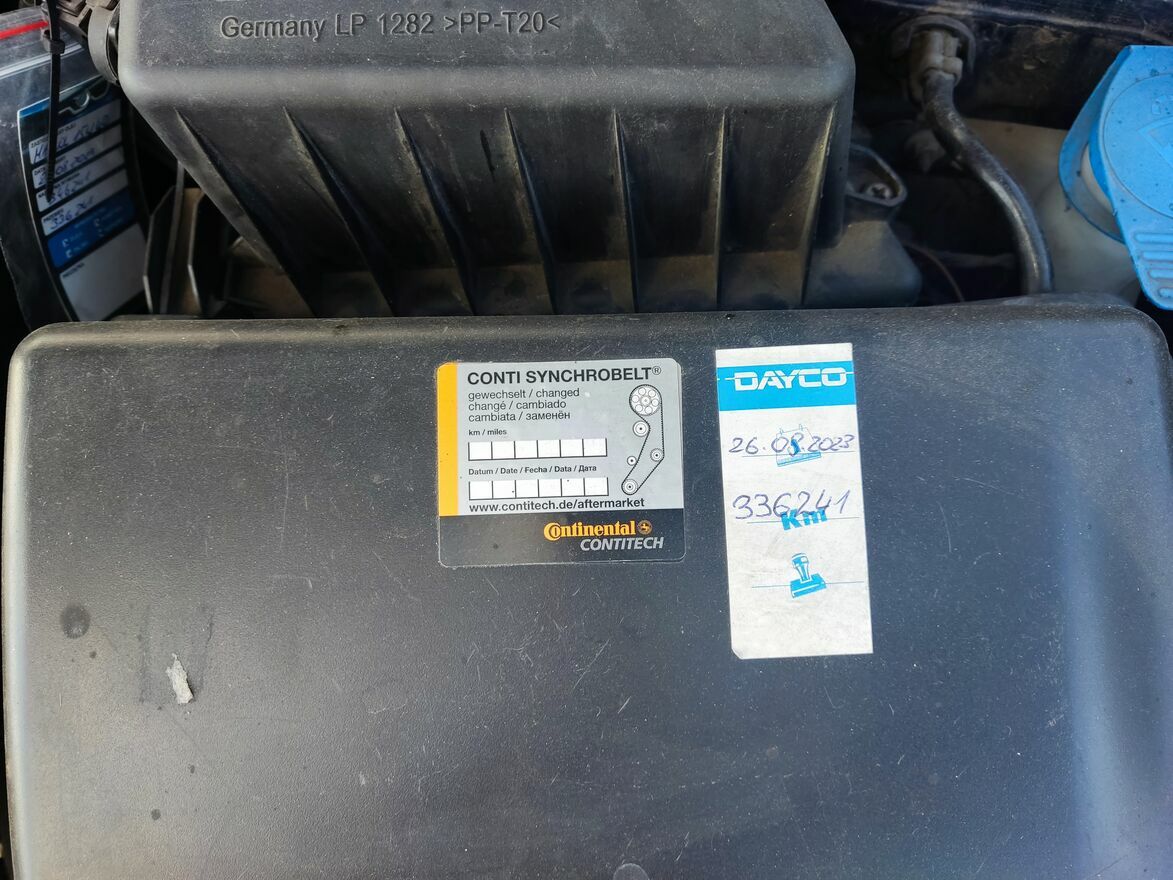 Germany LP 1282 >PP-T20<
336241
CONTI SYNCHROBELT®
gewechselt / changed
changé / cambiado
cambiata / заменён
km / miles
Datum / Date / Fecha / Data / Дата
www.contitech.de/aftermarket
Continental
CONTITECH
DAYCO
26.08.2023
336241
Km